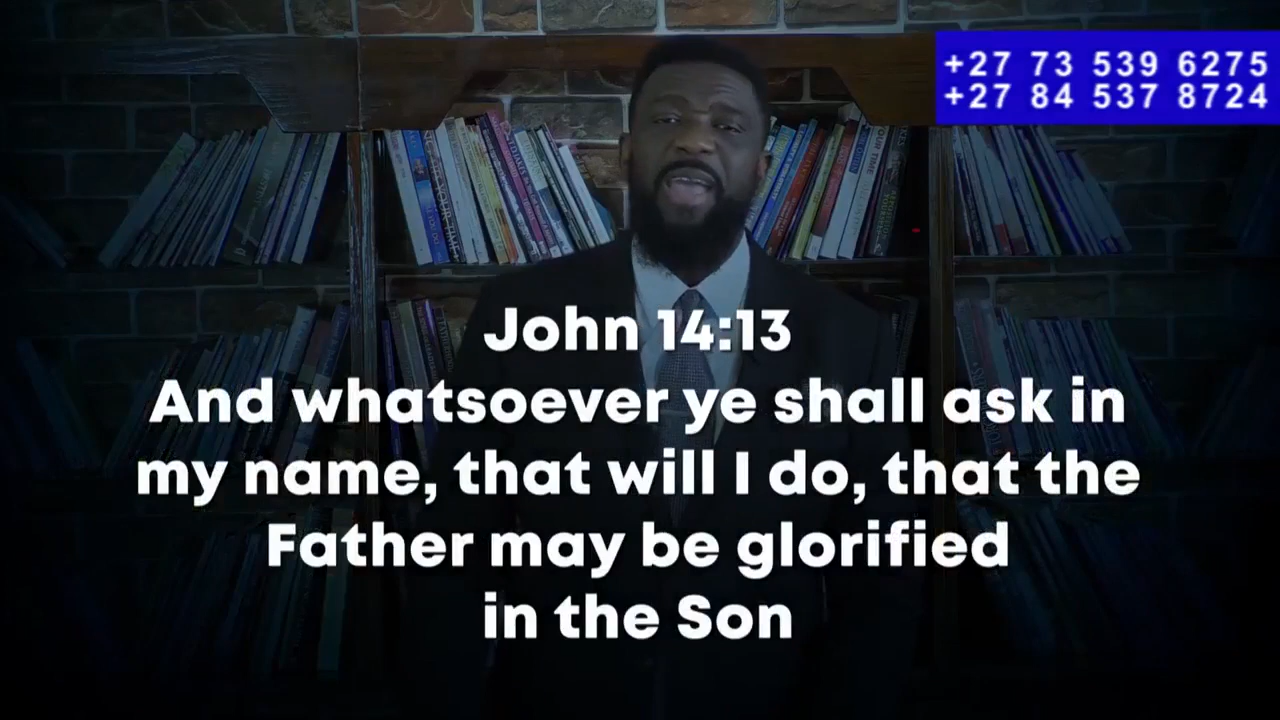 +27 73 539 6275
+27 84 537 8724
John 14:13
And whatsoever ye shall ask in
my name, that will I do, that the
Father may be glorified
in the Son